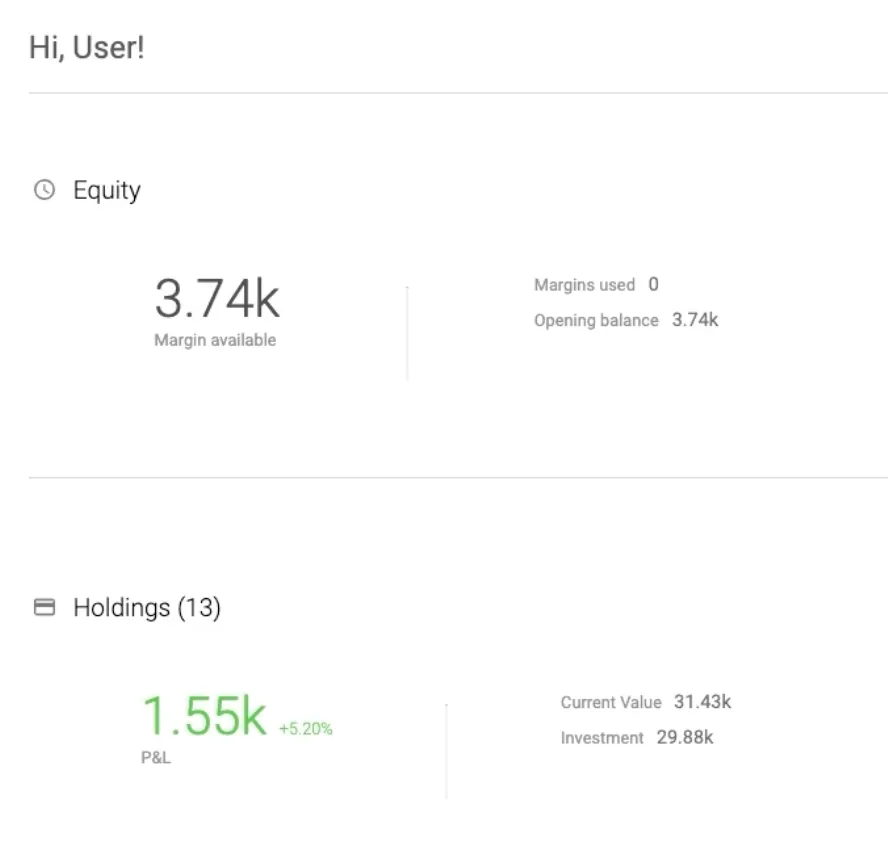 Hi, User!
Equity
3.74k
Margin available
Margins used 0
Opening balance 3.74k
Holdings (13)
1.55k +5.20%
P&L
Current Value 31.43k
Investment 29.88k